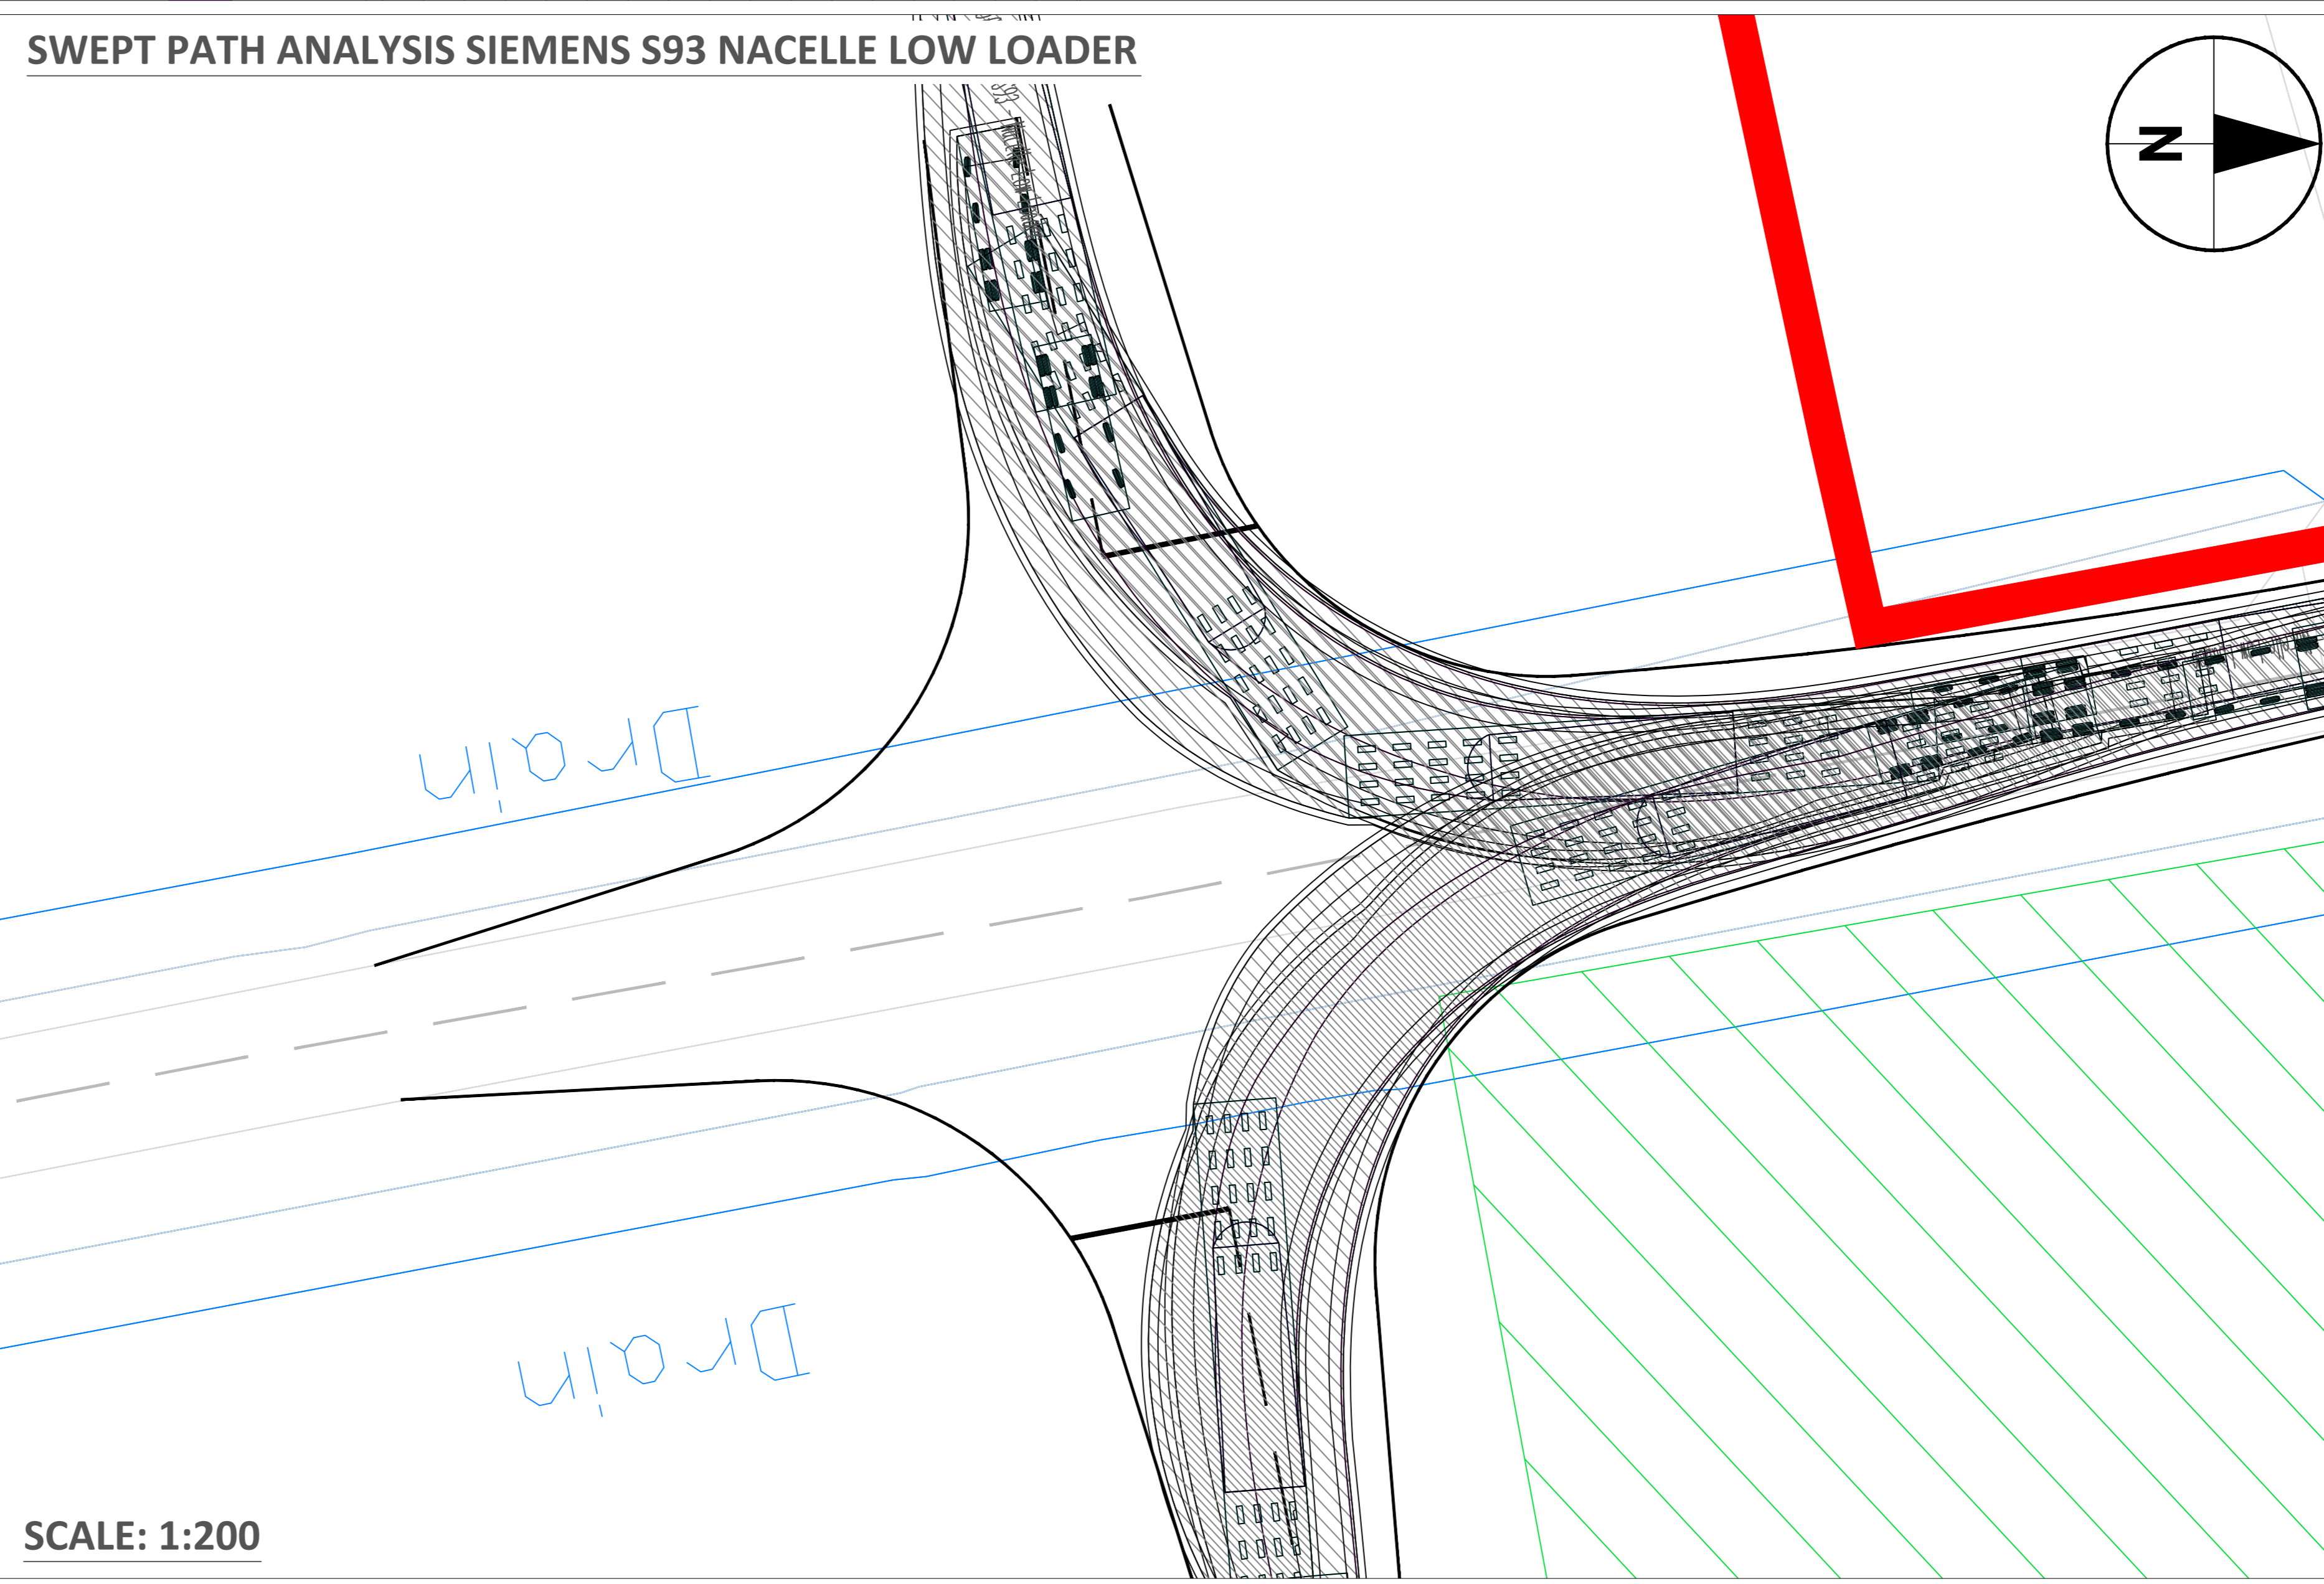 SWEPT PATH ANALYSIS SIEMENS S93 NACELLE LOW LOADER
N
Drain
Drain
SCALE: 1:200